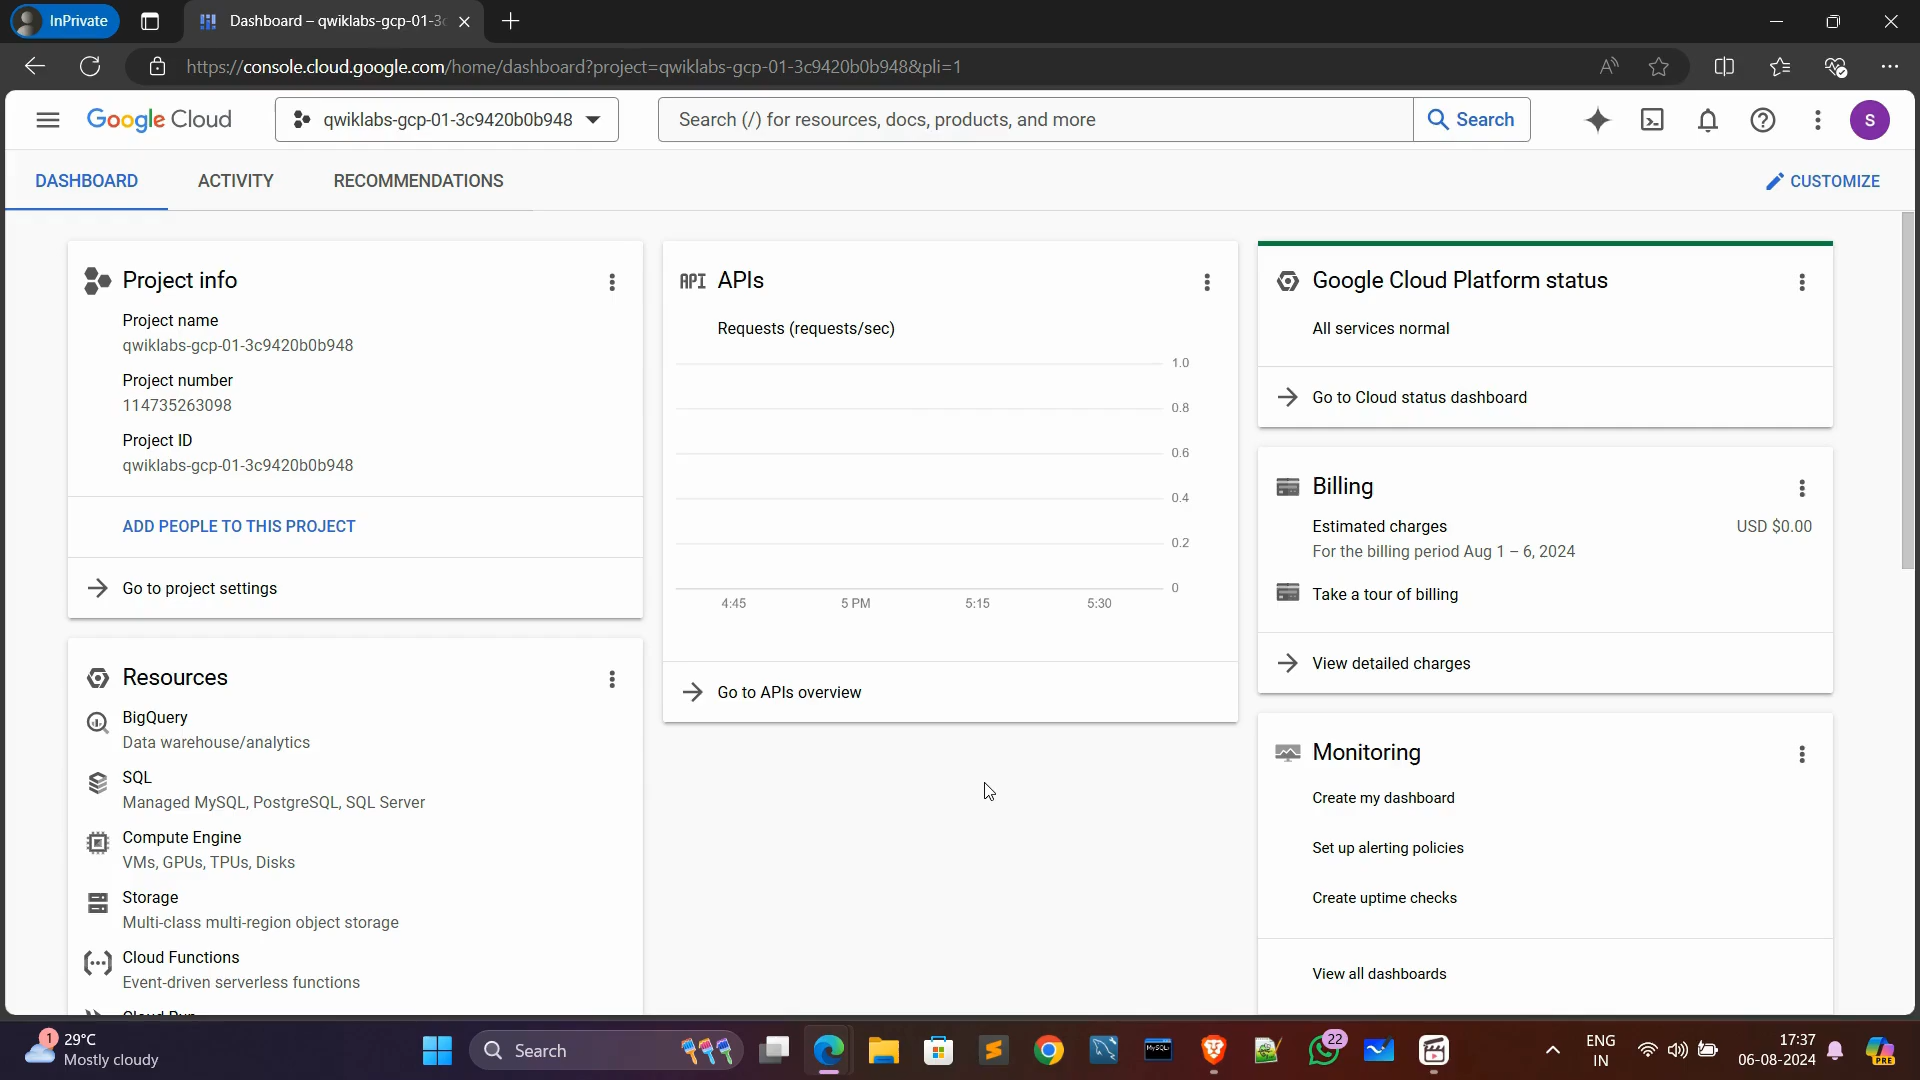 InPrivate
Dashboard – qwiklabs-gcp-01-3c
https://console.cloud.google.com/home/dashboard?project=qwiklabs-gcp-01-3c9420b0b948&pli=1
Google Cloud
qwiklabs-gcp-01-3c9420b0b948
Search (/) for resources, docs, products, and more
Search
S
DASHBOARD
ACTIVITY
RECOMMENDATIONS
CUSTOMIZE
Project info
Project name
qwiklabs-gcp-01-3c9420b0b948
Project number
114735263098
Project ID
qwiklabs-gcp-01-3c9420b0b948
ADD PEOPLE TO THIS PROJECT
Go to project settings
Resources
BigQuery
Data warehouse/analytics
SQL
Managed MySQL, PostgreSQL, SQL Server
Compute Engine
VMs, GPUs, TPUs, Disks
Storage
Multi-class multi-region object storage
Cloud Functions
Event-driven serverless functions
Cloud Run
API APIs
Requests (requests/sec)
1.0
0.8
0.6
0.4
0.2
0
4:45
5 PM
5:15
5:30
Go to APIs overview
Google Cloud Platform status
All services normal
Go to Cloud status dashboard
Billing
Estimated charges
USD $0.00
For the billing period Aug 1 – 6, 2024
Take a tour of billing
View detailed charges
Monitoring
Create my dashboard
Set up alerting policies
Create uptime checks
View all dashboards
1
29°C
Mostly cloudy
Search
MySQL
22
ENG
IN
17:37
06-08-2024
PRE